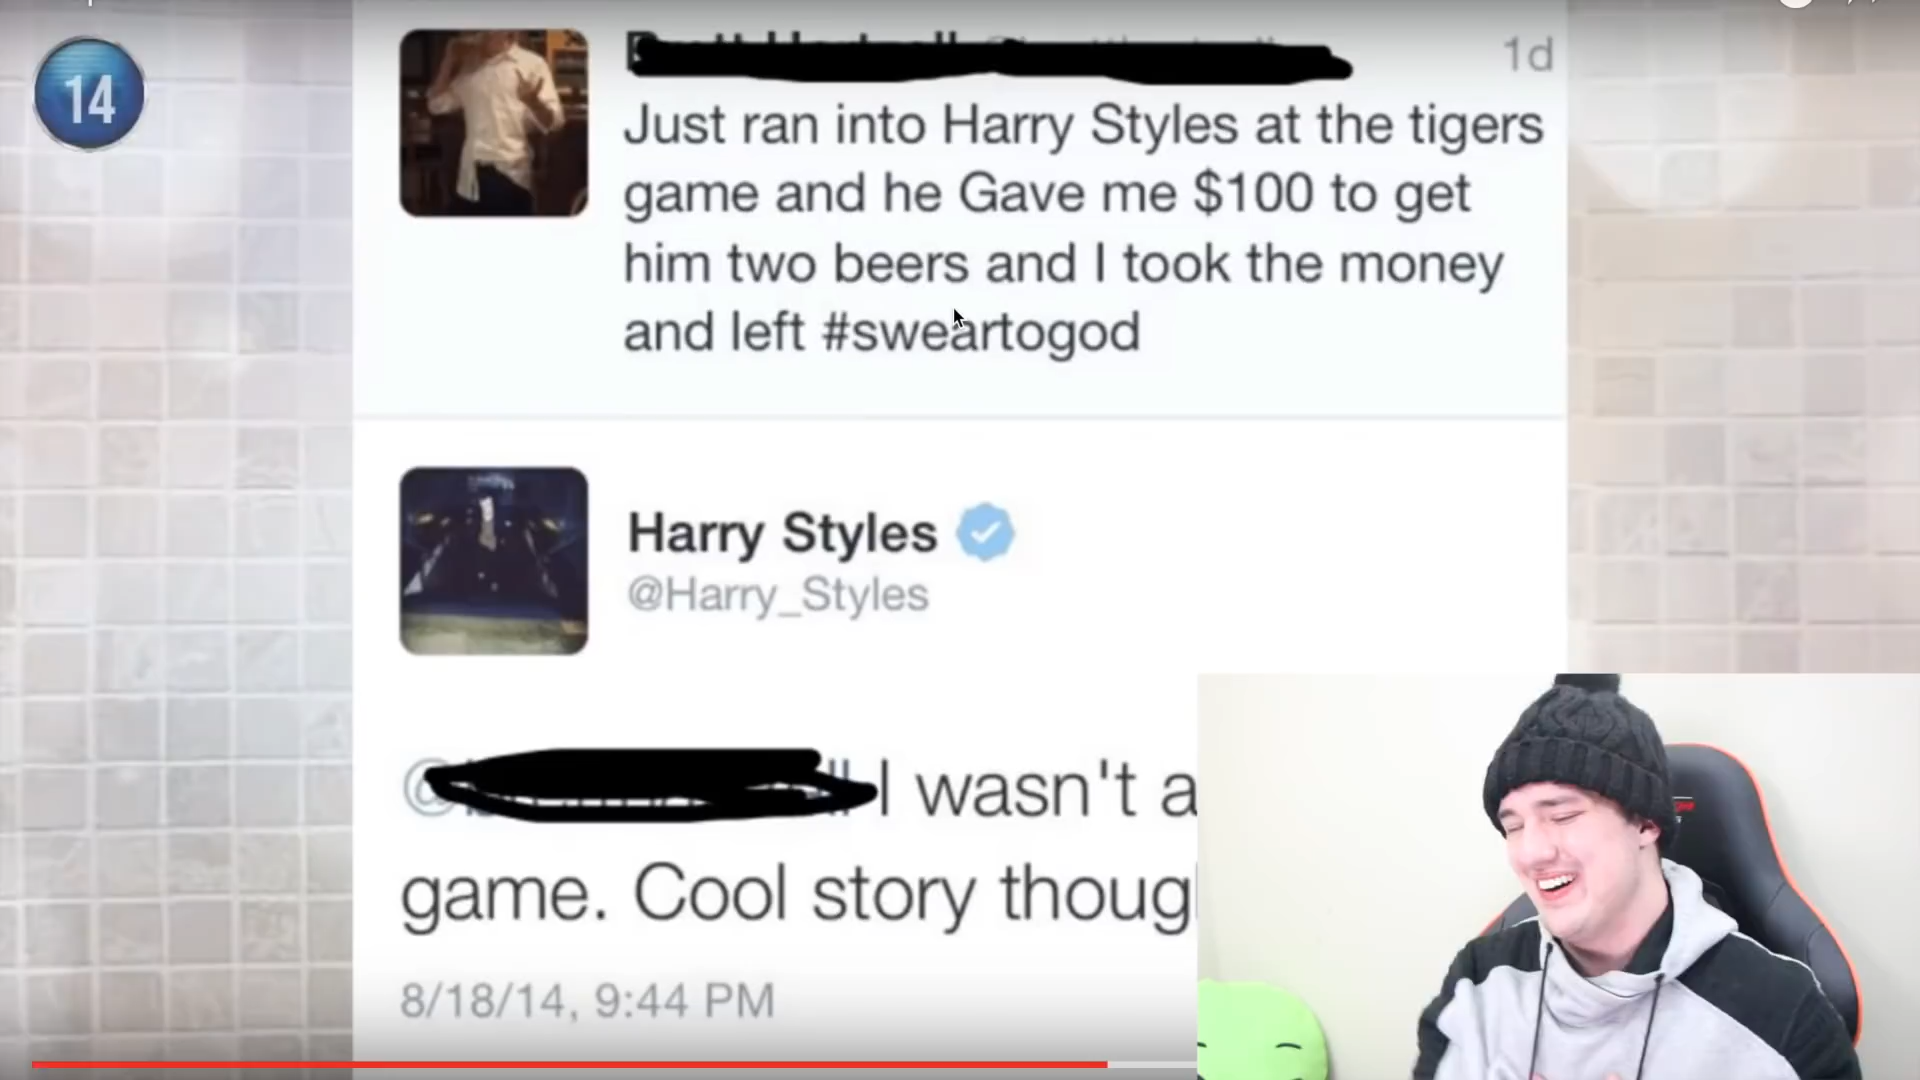 14
1d
Just ran into Harry Styles at the tigers
game and he Gave me $100 to get
him two beers and I took the money
and left #sweartogod
Harry Styles
@Harry_Styles
I wasn't a
game. Cool story thoug
8/18/14, 9:44 PM